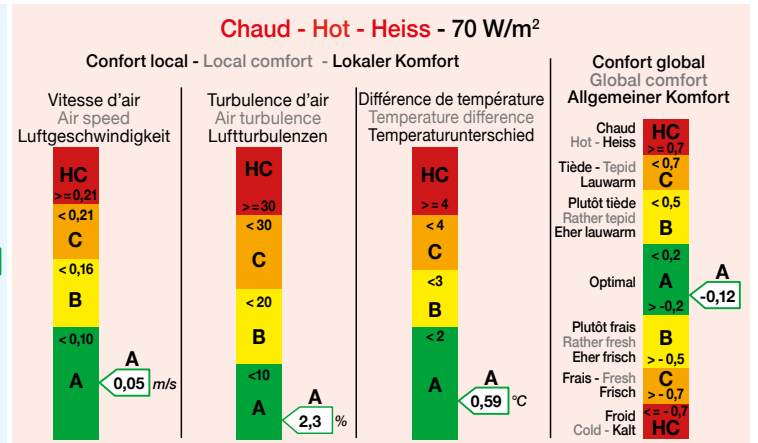 Chaud - Hot - Heiss - 70 W/m²
Confort local - Local comfort - Lokaler Komfort
Vitesse d'air
Air speed
Luftgeschwindigkeit
HC
>=0,21
< 0,21
C
< 0,16
B
< 0,10
A
A
0,05 m/s
Turbulence d'air
Air turbulence
Luftturbulenzen
HC
>=30
<30
C
<20
B
<10
A
A
2,3 %
Différence de température
Temperature difference
Temperaturunterschied
HC
>= 4
< 4
C
<3
B
< 2
A
A
0,59 °C
Confort global
Global comfort
Allgemeiner Komfort
Chaud
Hot - Heiss
HC
>= 0,7
Tiède - Tepid
Lauwarm
< 0,7
C
Plutôt tiède
Rather tepid
Eher lauwarm
< 0,5
B
Optimal
< 0,2
A
> -0,2
A
-0,12
Plutôt frais
Rather fresh
Eher frisch
B
> - 0,5
Frais - Fresh
Frisch
C
> - 0,7
Froid
Cold - Kalt
<= - 0,7
HC